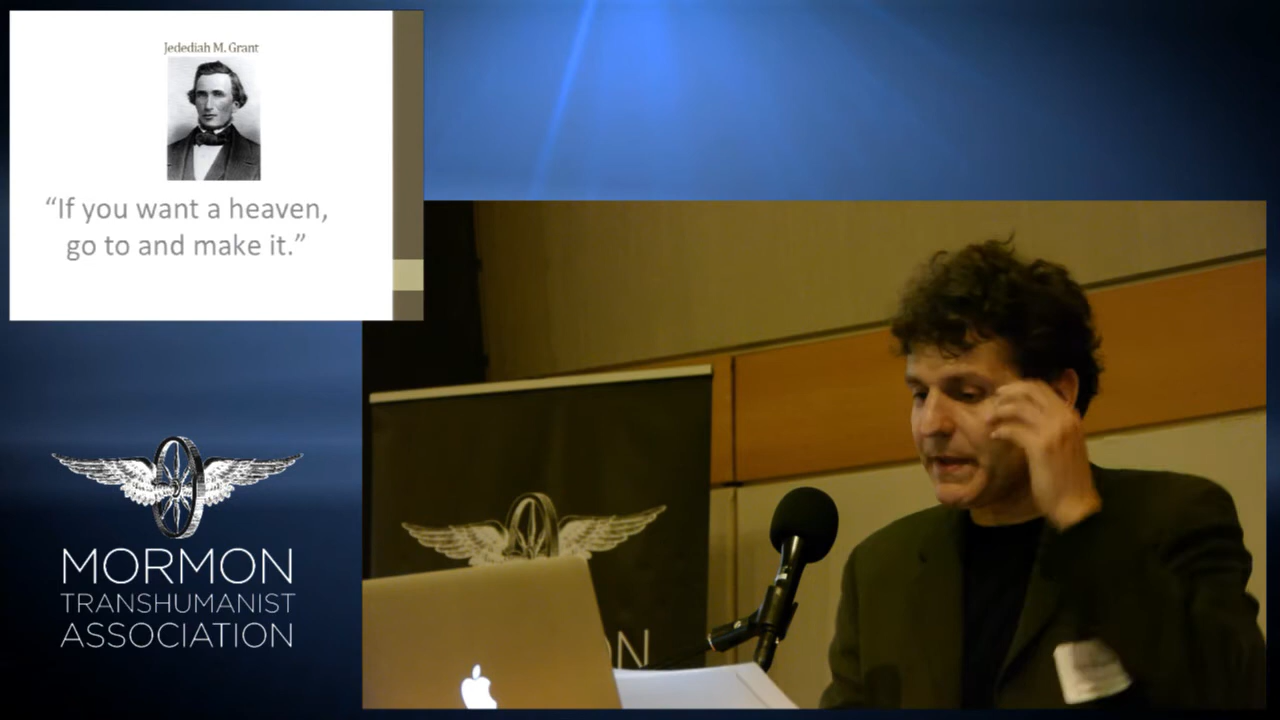 Jedediah M. Grant
“If you want a heaven,
go to and make it.”
MORMON
TRANSHUMANIST
ASSOCIATION
N